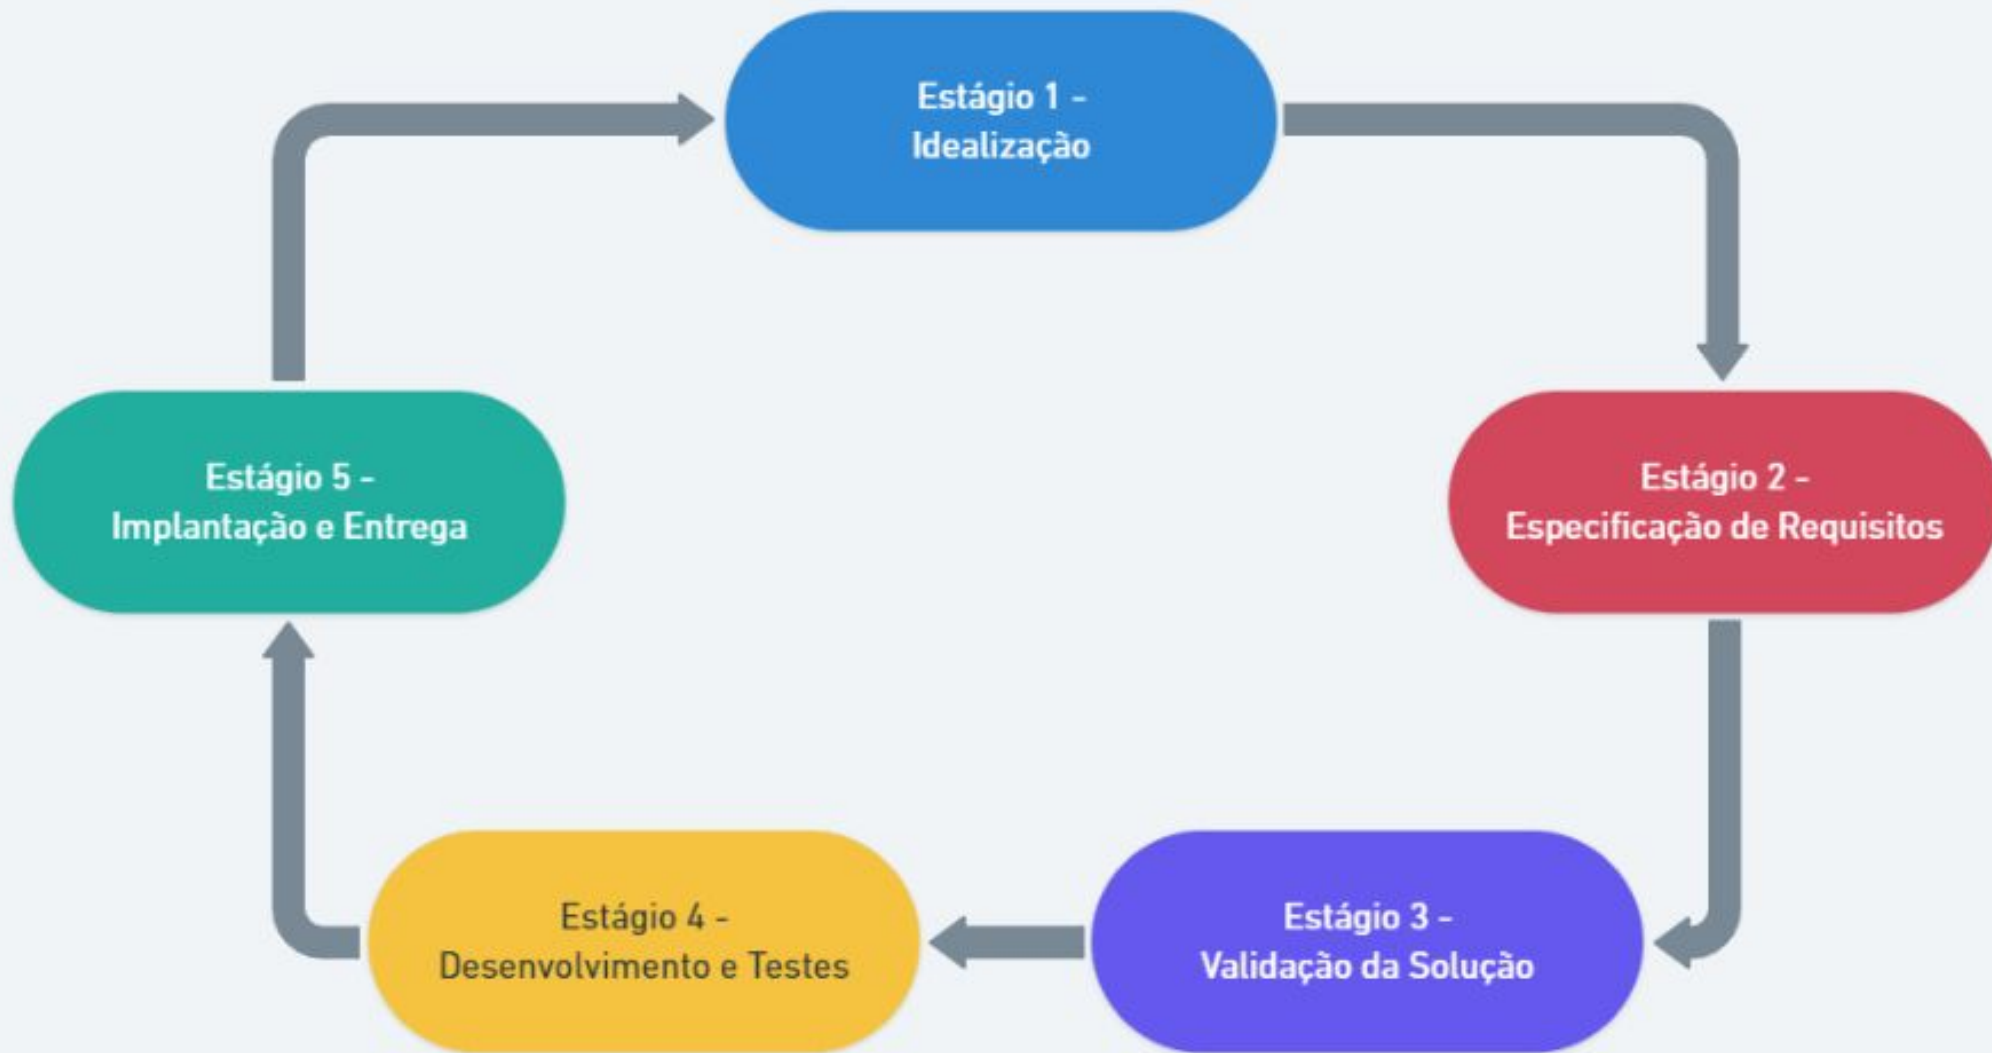 Estágio 1 -
Idealização
Estágio 2 -
Especificação de Requisitos
Estágio 3 -
Validação da Solução
Estágio 4 -
Desenvolvimento e Testes
Estágio 5 -
Implantação e Entrega